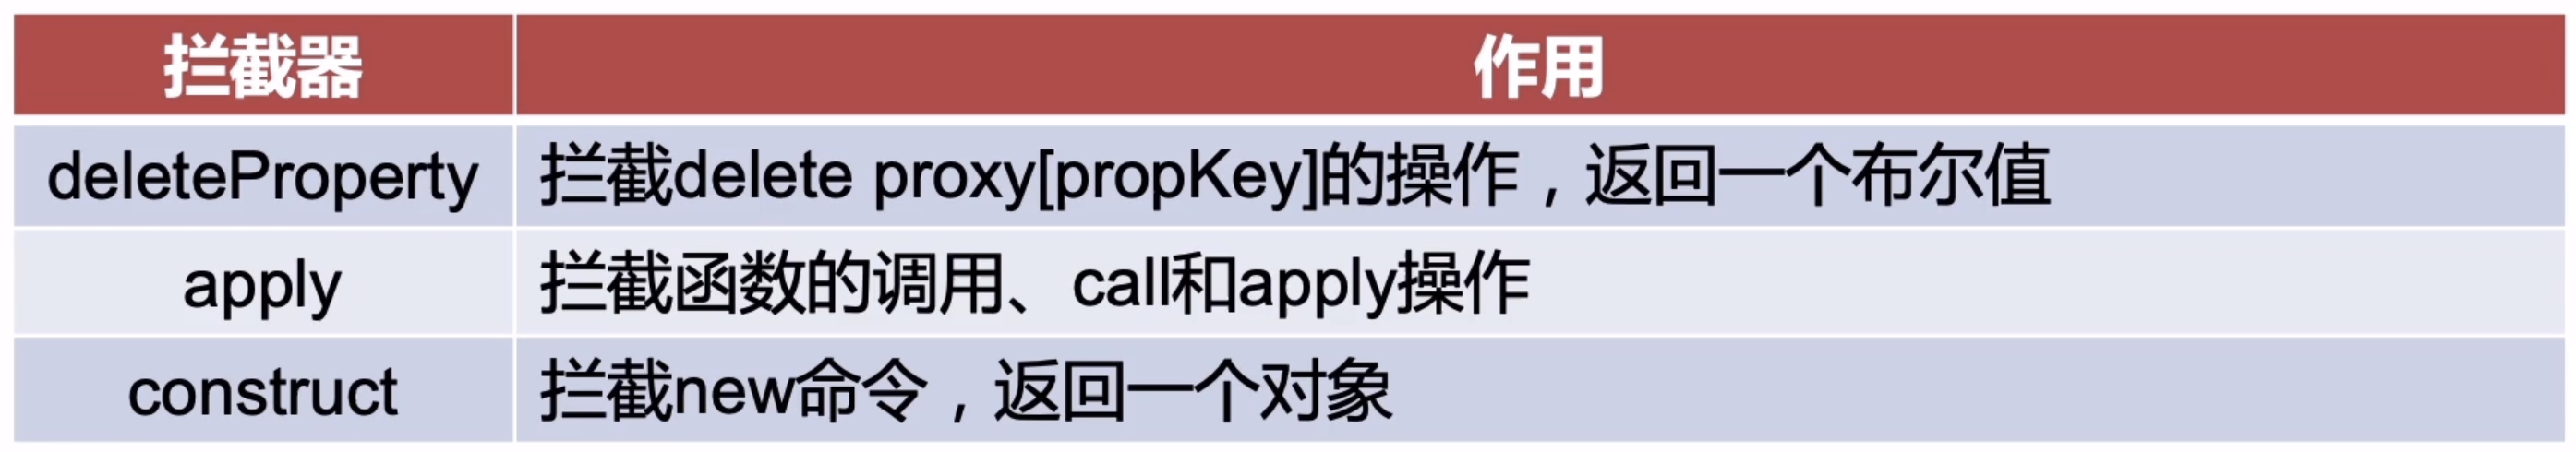 拦截器 作用
deleteProperty 拦截delete proxy[propKey]的操作，返回一个布尔值
apply 拦截函数的调用、call和apply操作
construct 拦截new命令，返回一个对象